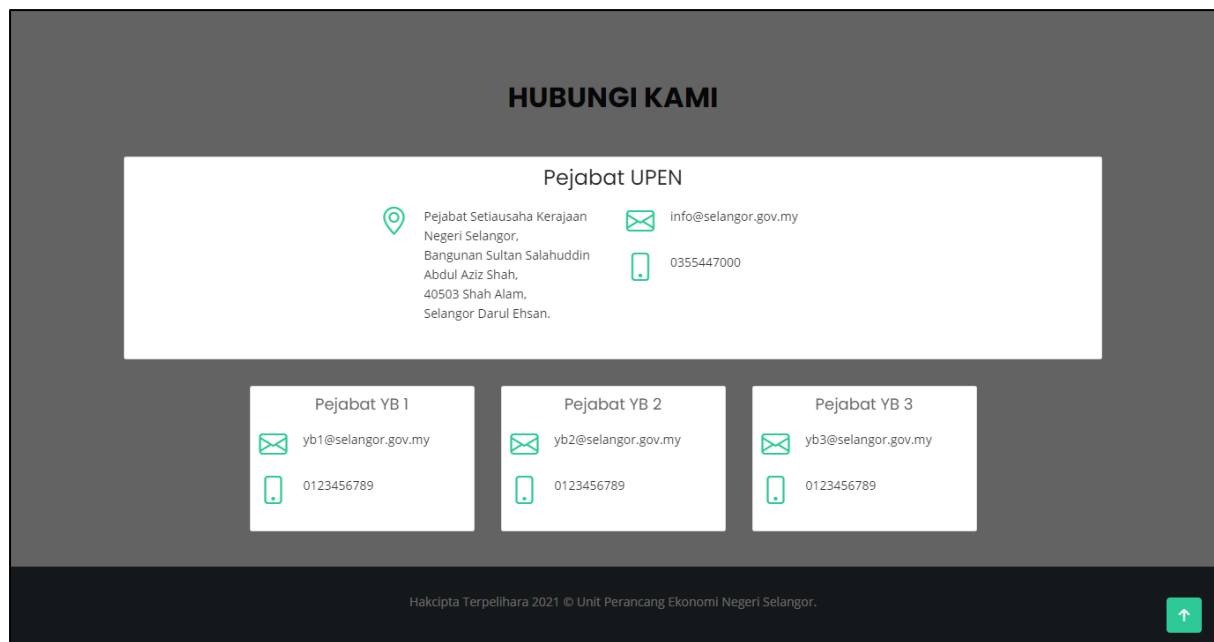 HUBUNGI KAMI
Pejabat UPEN
Pejabat Setiausaha Kerajaan
Negeri Selangor,
Bangunan Sultan Salahuddin
Abdul Aziz Shah,
40503 Shah Alam,
Selangor Darul Ehsan.
info@selangor.gov.my
0355447000
Pejabat YB 1
yb1@selangor.gov.my
0123456789
Pejabat YB 2
yb2@selangor.gov.my
0123456789
Pejabat YB 3
yb3@selangor.gov.my
0123456789
Hakcipta Terpelihara 2021 © Unit Perancang Ekonomi Negeri Selangor.